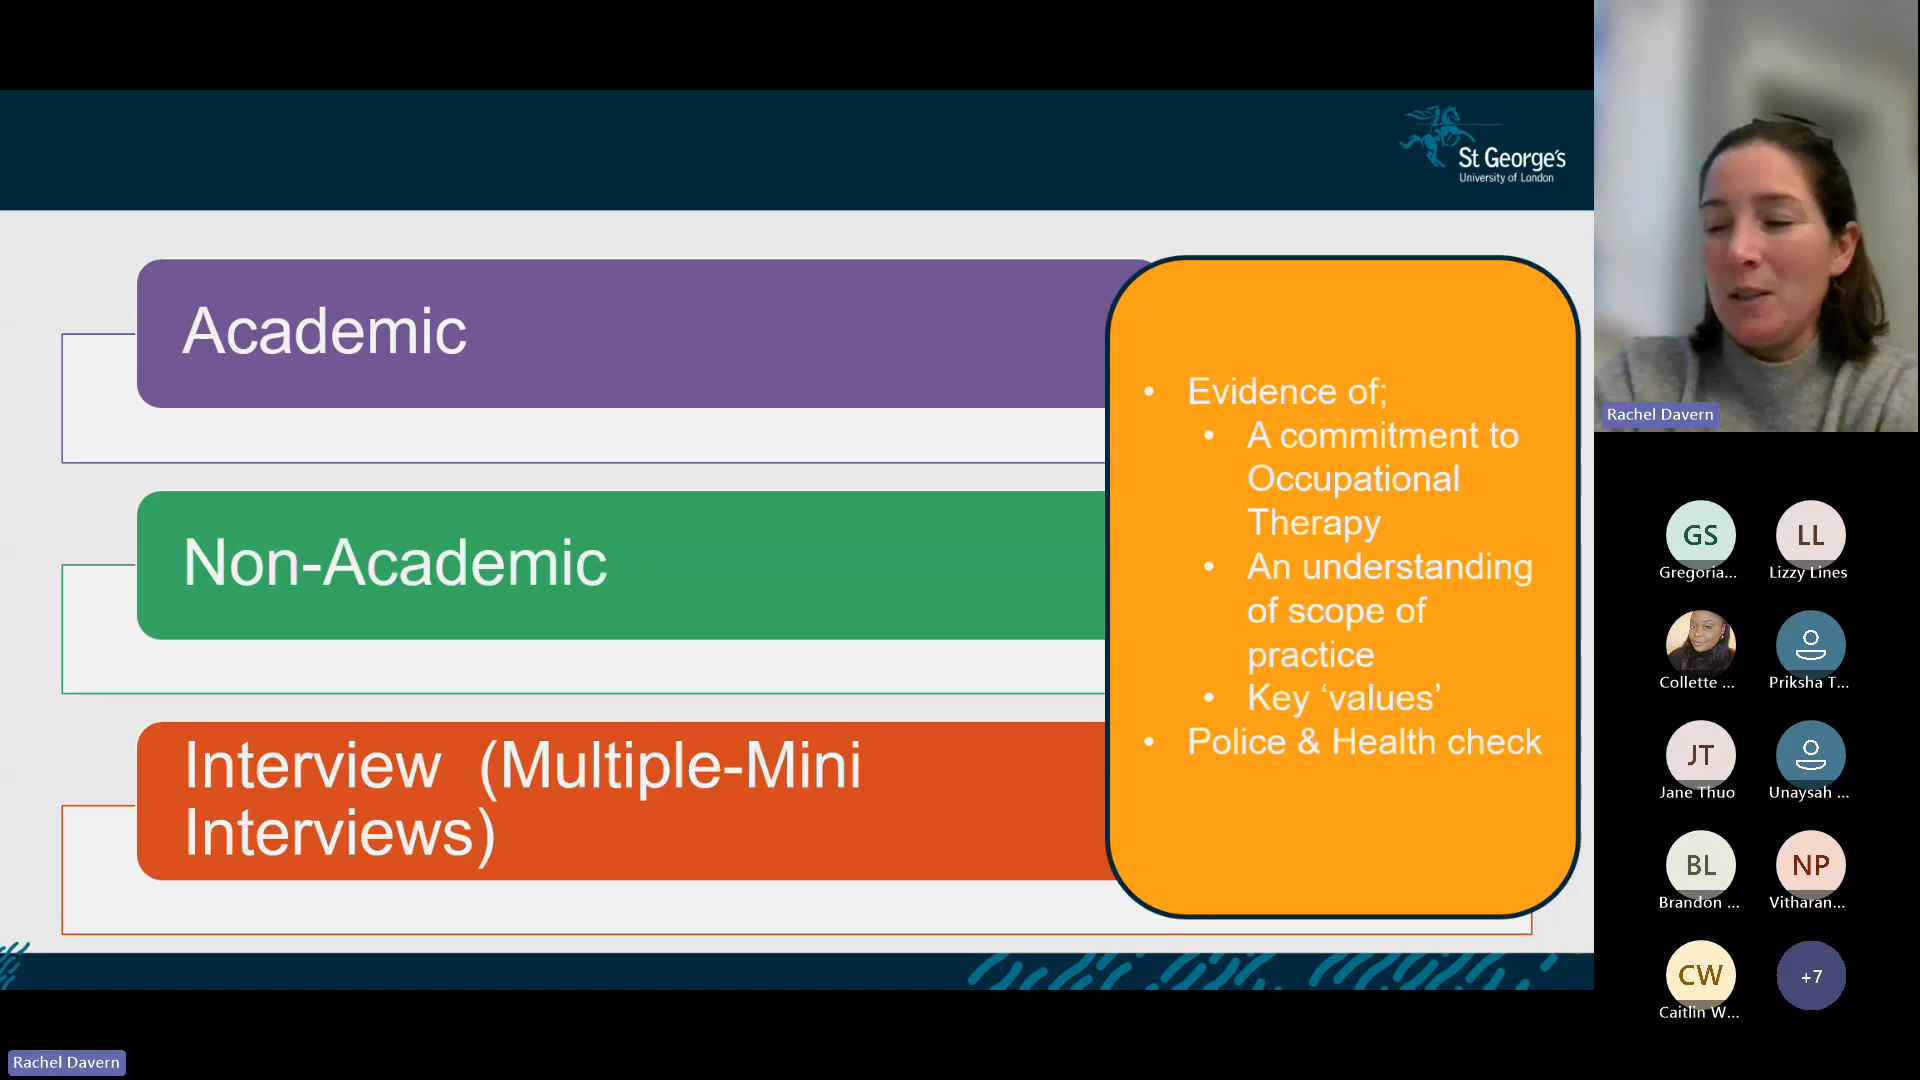 St George's
University of London
Academic
Non-Academic
Interview (Multiple-Mini
Interviews)
• Evidence of;
• A commitment to
Occupational
Therapy
• An understanding
of scope of
practice
• Key ‘values’
• Police & Health check
Rachel Davern
GS
LL
Gregoria...
Lizzy Lines
Collette ...
Priksha T...
JT
Jane Thuo
Unaysah ...
BL
NP
Brandon ...
Vitharan...
CW
+7
Caitlin W...
Rachel Davern